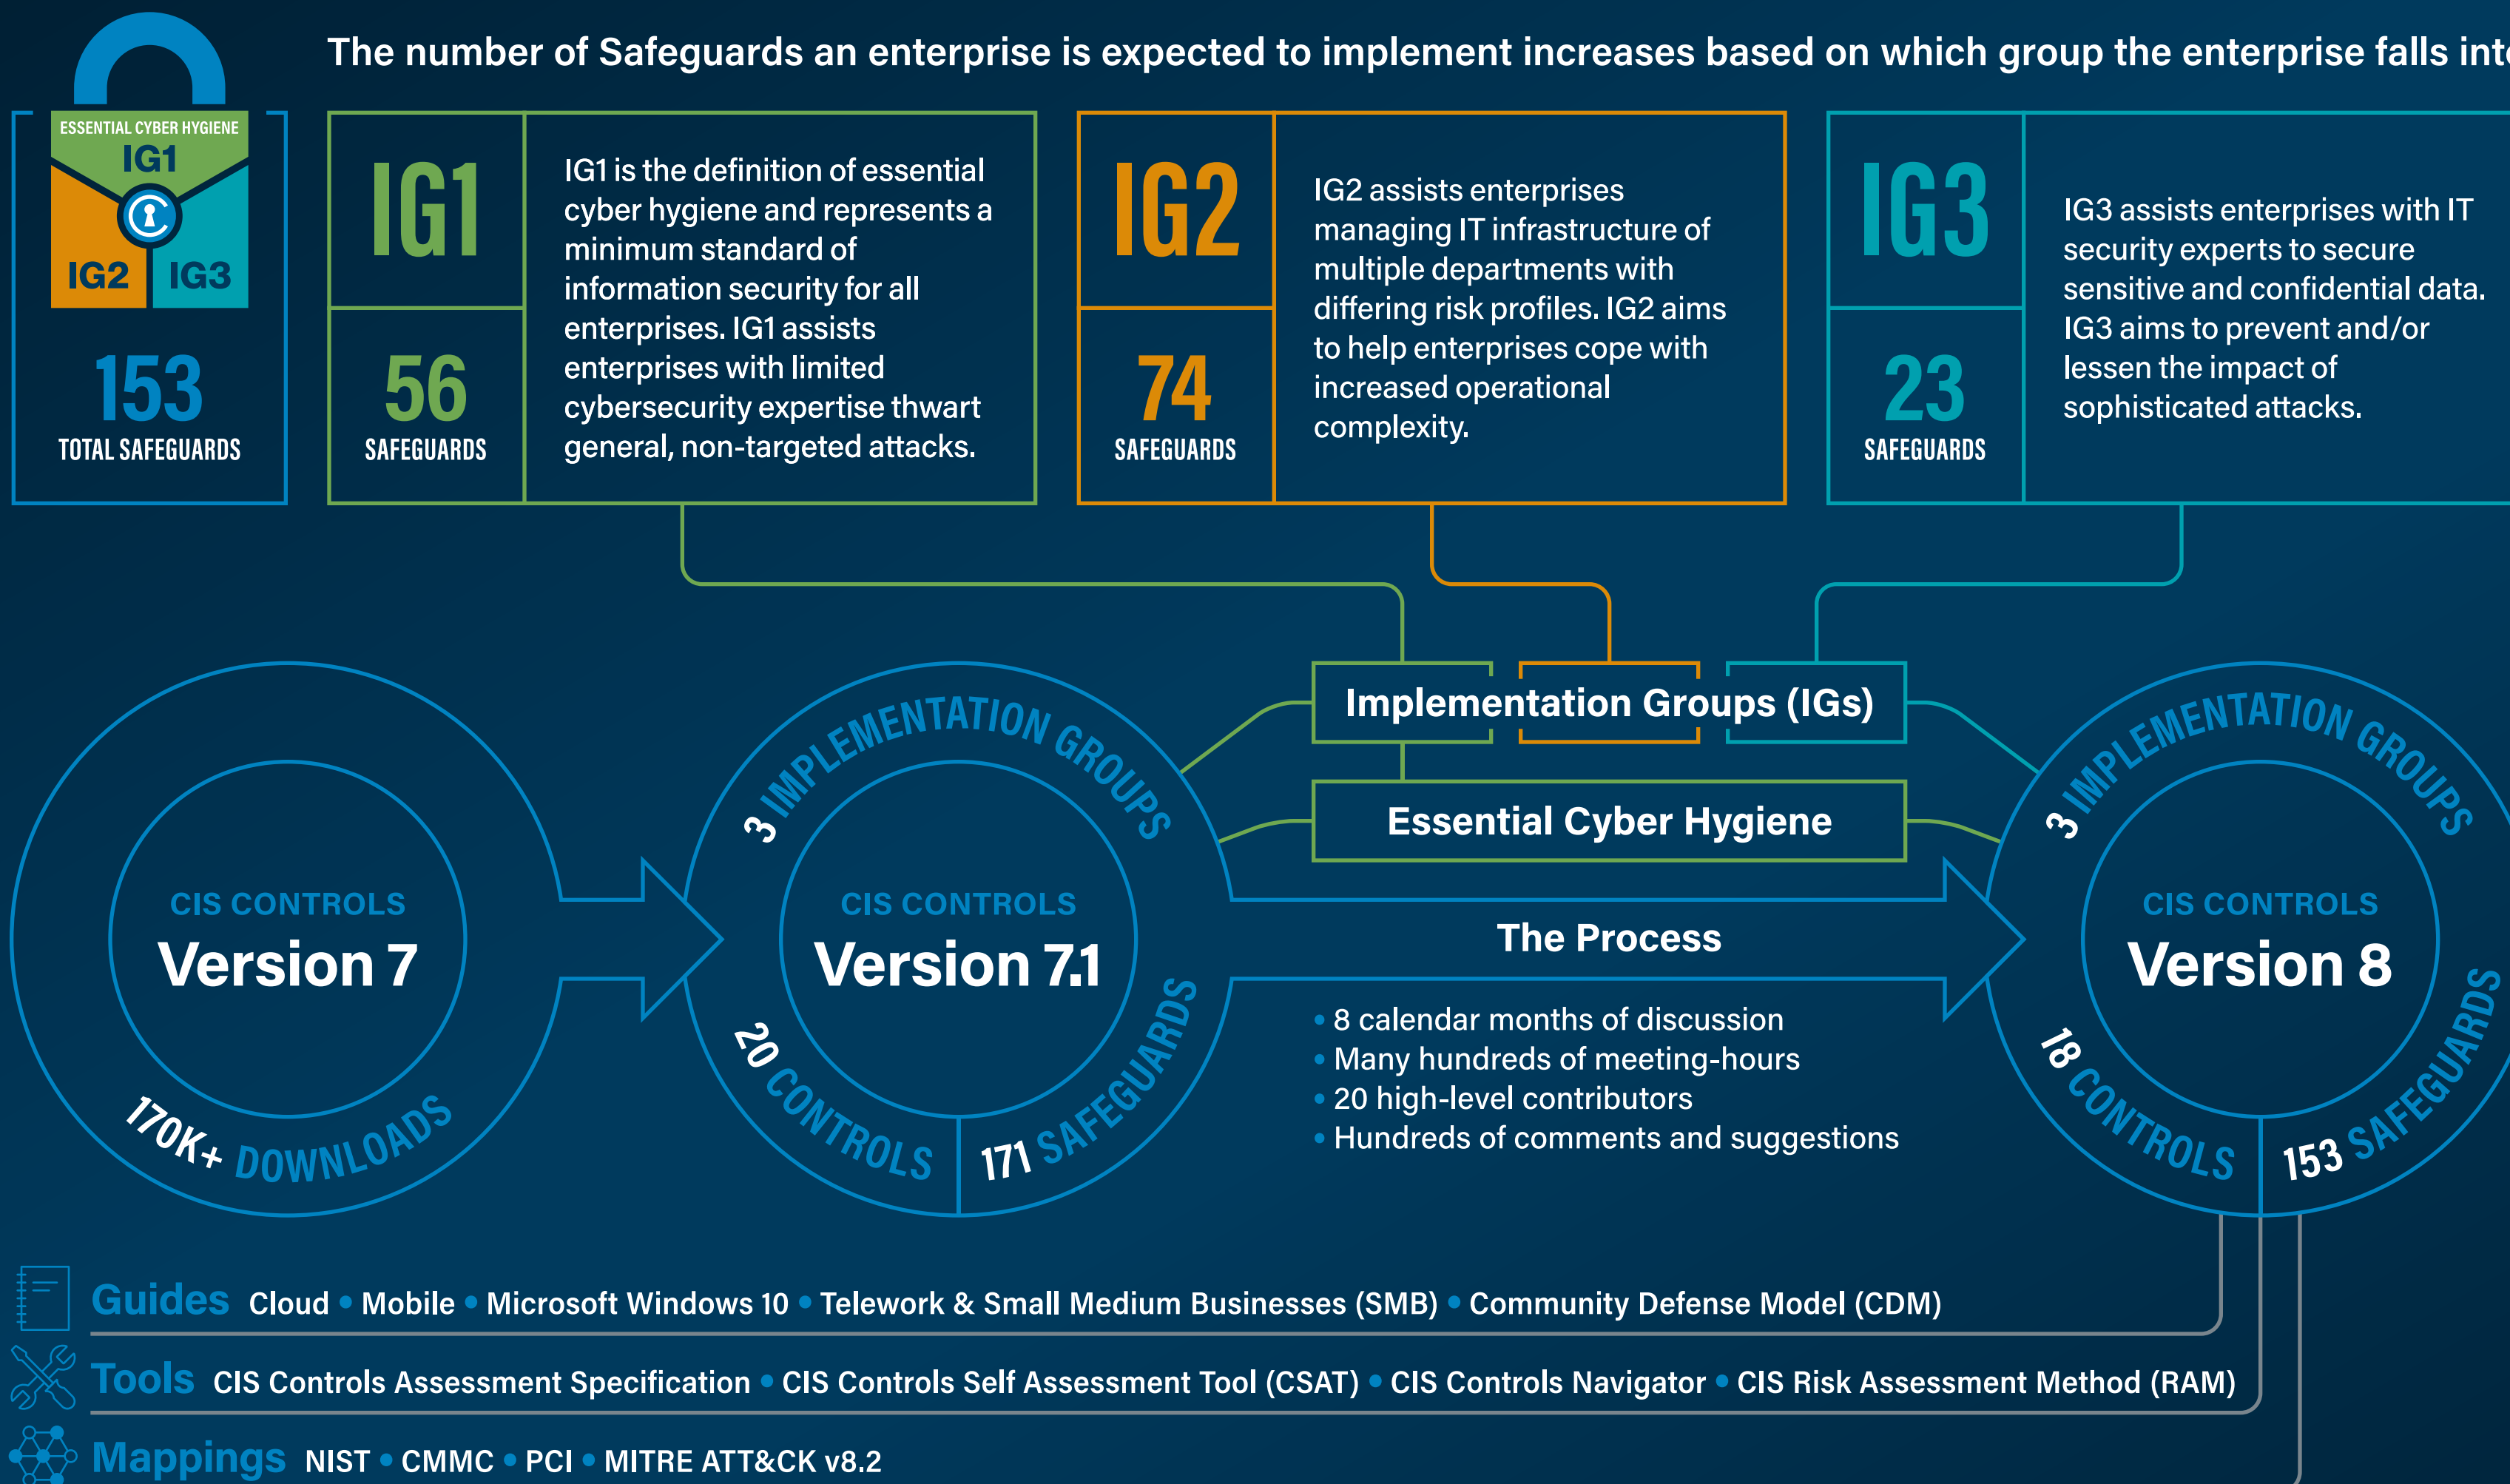 The number of Safeguards an enterprise is expected to implement increases based on which group the enterprise falls
ESSENTIAL CYBER HYGIENE
IG1
IG2
IG3
153
TOTAL SAFEGUARDS
IG1
56
SAFEGUARDS
IG1 is the definition of essential
cyber hygiene and represents a
minimum standard of
information security for all
enterprises. IG1 assists
enterprises with limited
cybersecurity expertise thwart
general, non-targeted attacks.
IG2
74
SAFEGUARDS
IG2 assists enterprises
managing IT infrastructure of
multiple departments with
differing risk profiles. IG2 aims
to help enterprises cope with
increased operational
complexity.
IG3
23
SAFEGUARDS
IG3 assists enterprises with IT
security experts to secure
sensitive and confidential data.
IG3 aims to prevent and/or
lessen the impact of
sophisticated attacks.
CIS CONTROLS
Version 7
170K+ DOWNLOADS
3 IMPLEMENTATION GROUPS
CIS CONTROLS
Version 7.1
20 CONTROLS
171 SAFEGUARDS
Implementation Groups (IGs)
Essential Cyber Hygiene
The Process
• 8 calendar months of discussion
• Many hundreds of meeting-hours
• 20 high-level contributors
• Hundreds of comments and suggestions
3 IMPLEMENTATION GROUPS
CIS CONTROLS
Version 8
18 CONTROLS
153 SAFEGUARDS
Guides Cloud • Mobile • Microsoft Windows 10 • Telework & Small Medium Businesses (SMB) • Community Defense Model (CDM)
Tools CIS Controls Assessment Specification • CIS Controls Self Assessment Tool (CSAT) • CIS Controls Navigator • CIS Risk Assessment Method (RAM)
Mappings NIST • CMMC • PCI • MITRE ATT&CK v8.2